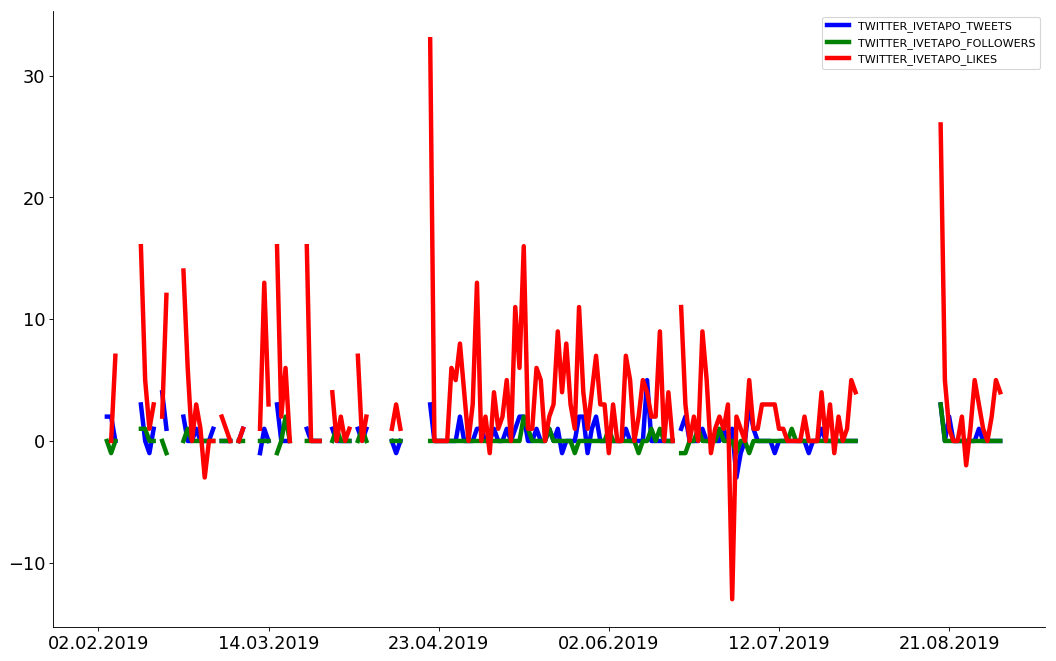 TWITTER_IVETAPO_TWEETS
TWITTER_IVETAPO_FOLLOWERS
TWITTER_IVETAPO_LIKES
30
20
10
0
−10
02.02.2019 14.03.2019 23.04.2019 02.06.2019 12.07.2019 21.08.2019